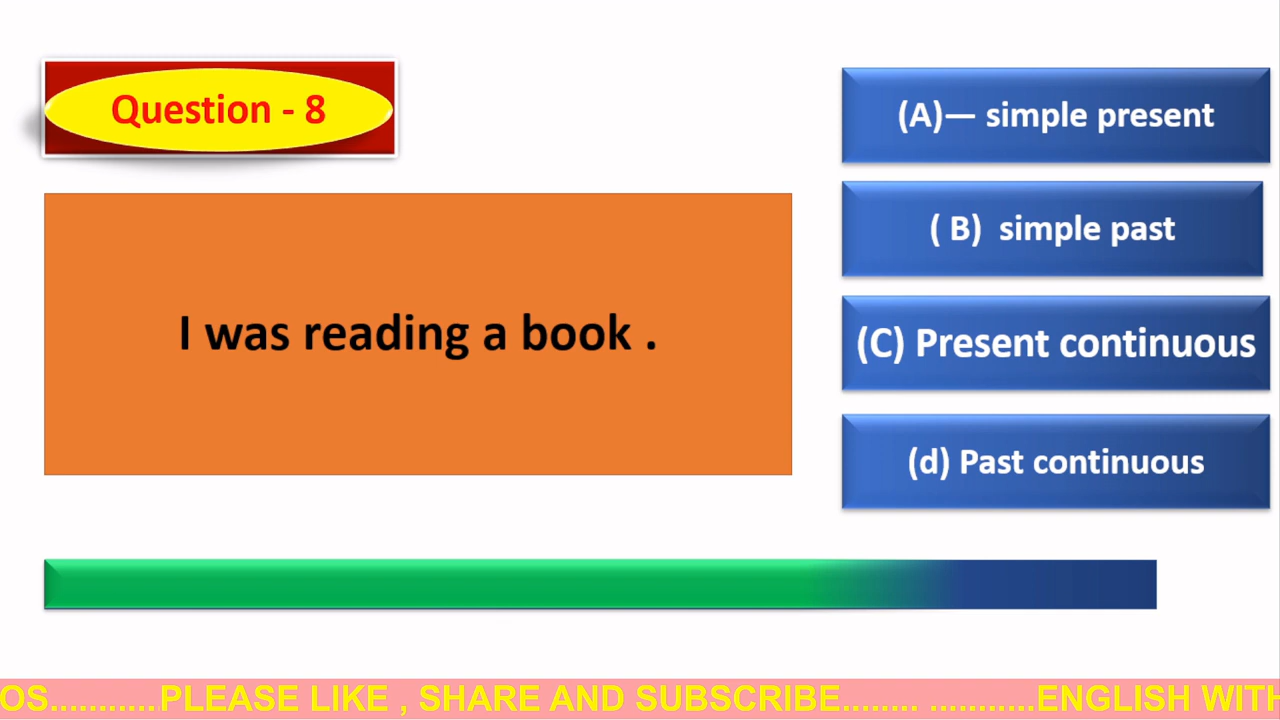 Question - 8
I was reading a book .
(A)— simple present
( B) simple past
(C) Present continuous
(d) Past continuous
OS...........PLEASE LIKE , SHARE AND SUBSCRIBE........ ...........ENGLISH WITH